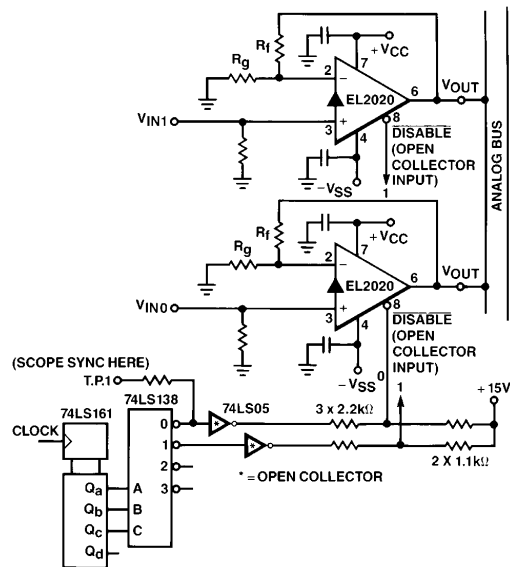 +VCC
Rf
7
Rg
2
−
6
VOUT
EL2020
VIN1
3
+
8
4
DISABLE
(OPEN
COLLECTOR
INPUT)
−VSS
1
ANALOG BUS
+VCC
Rf
7
Rg
2
−
6
VOUT
EL2020
VIN0
3
+
8
4
DISABLE
(OPEN
COLLECTOR
INPUT)
−VSS
0
1
+15V
(SCOPE SYNC HERE)
T.P.1
74LS161
74LS138
74LS05
3 x 2.2kΩ
CLOCK
0
*
1
*
2 X 1.1kΩ
2
* = OPEN COLLECTOR
3
Qa
A
Qb
B
Qc
C
Qd